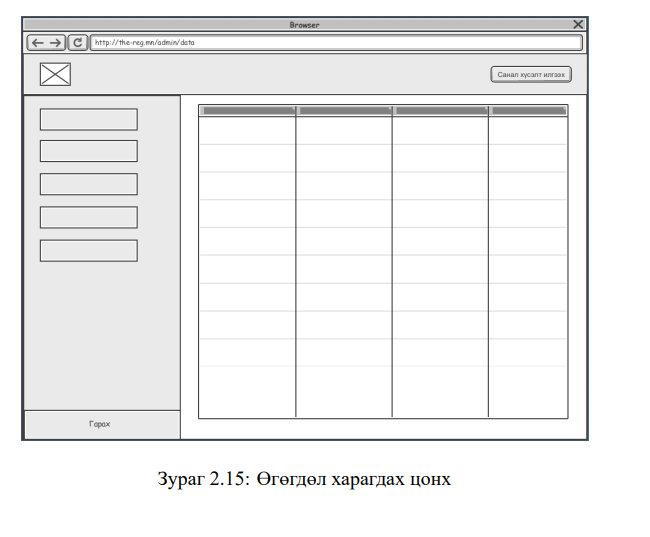 Browser
http://the-reg.mn/admin/data
Санал хүсэлт илгээх
Гарах
Зураг 2.15: Өгөгдөл харагдах цонх